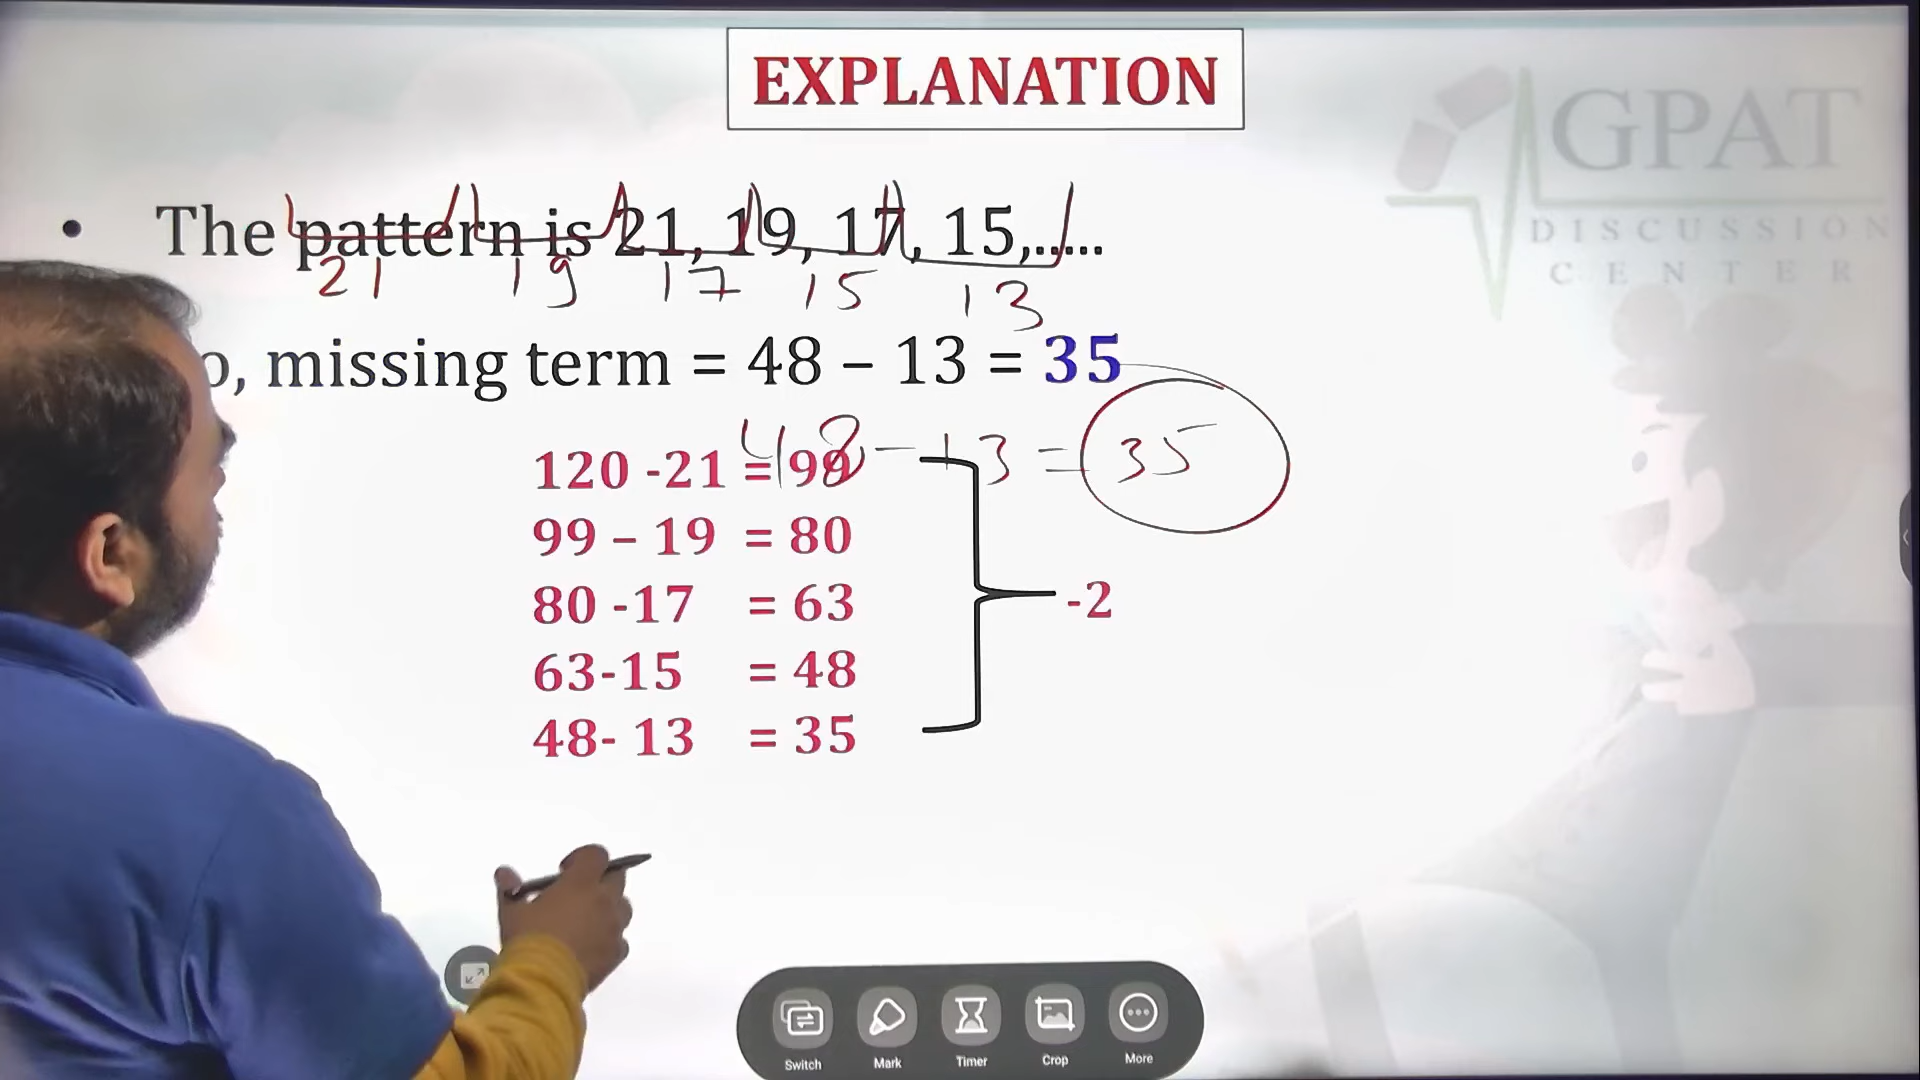 EXPLANATION
GPAT
DISCUSSION
CENTER
• The pattern is 21, 19, 17, 15,.....
21 19 17 15 13
o, missing term = 48 – 13 = 35
48 - 13 = 35
120 -21 = 99
99 – 19 = 80
80 -17 = 63
63-15 = 48
48- 13 = 35
-2
Switch Mark Timer Crop More